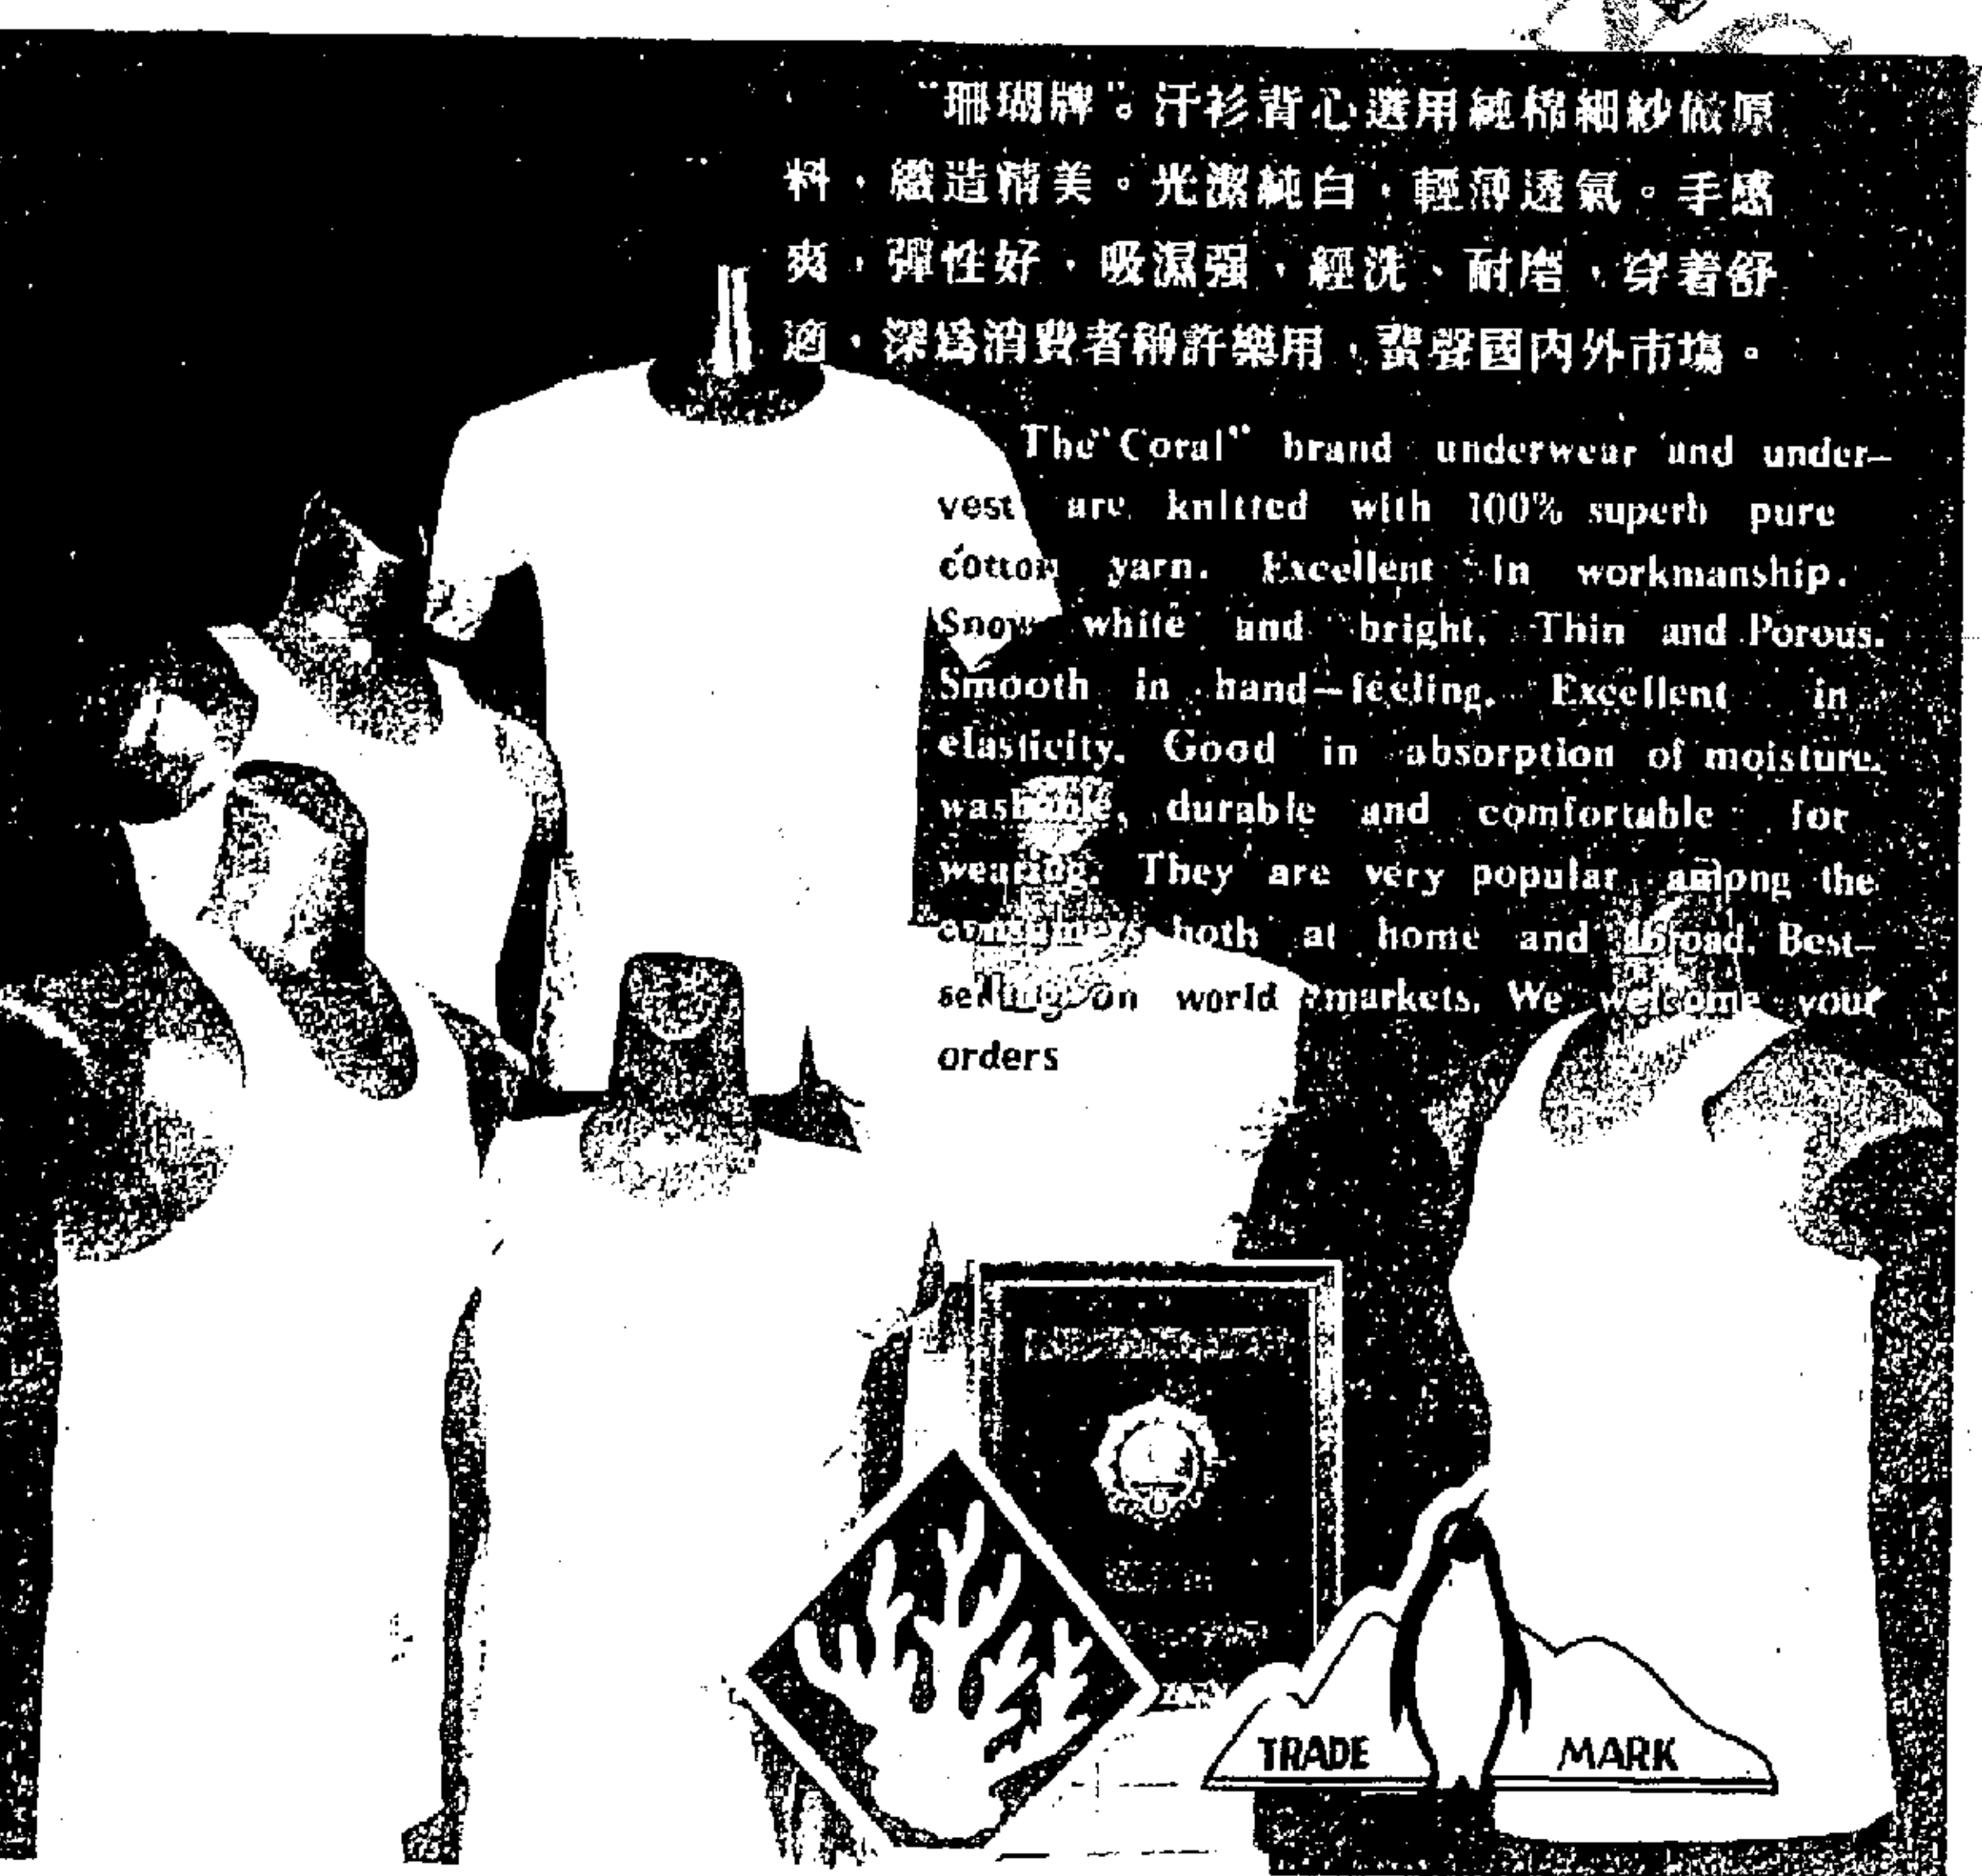 “珊瑚牌”。汗衫背心選用純棉細紗做原
料，織造精美。光潔純白，輕薄透氣。手感
爽，彈性好，吸濕强，經洗、耐磨，穿着舒
適，深爲消費者稱許樂用，蜚聲國内外市塲。
The “Coral” brand underwear and under–
vest are knitted with 100% superb pure
cotton yarn. Excellent in workmanship.
Snow white and bright. Thin and Porous.
Smooth in hand–feeling. Excellent in
elasticity. Good in absorption of moisture.
washable, durable and comfortable for
wearing. They are very popular among the
consumers both at home and abroad. Best–
selling on world markets. We welcome your
orders
TRADE MARK